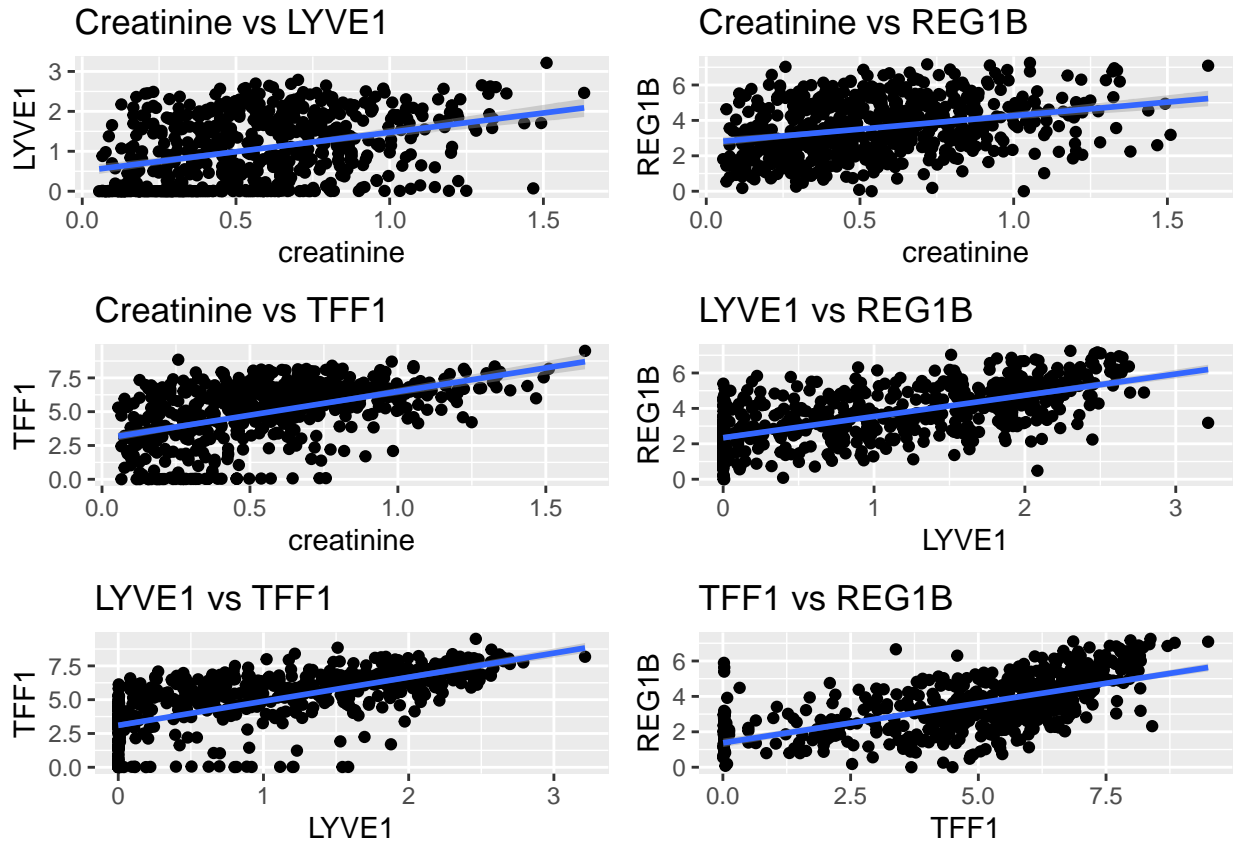 Creatinine vs LYVE1
LYVE1
3
2
1
0
0.0 0.5 1.0 1.5
creatinine
Creatinine vs REG1B
REG1B
6
4
2
0
0.0 0.5 1.0 1.5
creatinine
Creatinine vs TFF1
TFF1
7.5
5.0
2.5
0.0
0.0 0.5 1.0 1.5
creatinine
LYVE1 vs REG1B
REG1B
6
4
2
0
0 1 2 3
LYVE1
LYVE1 vs TFF1
TFF1
7.5
5.0
2.5
0.0
0 1 2 3
LYVE1
TFF1 vs REG1B
REG1B
6
4
2
0
0.0 2.5 5.0 7.5
TFF1